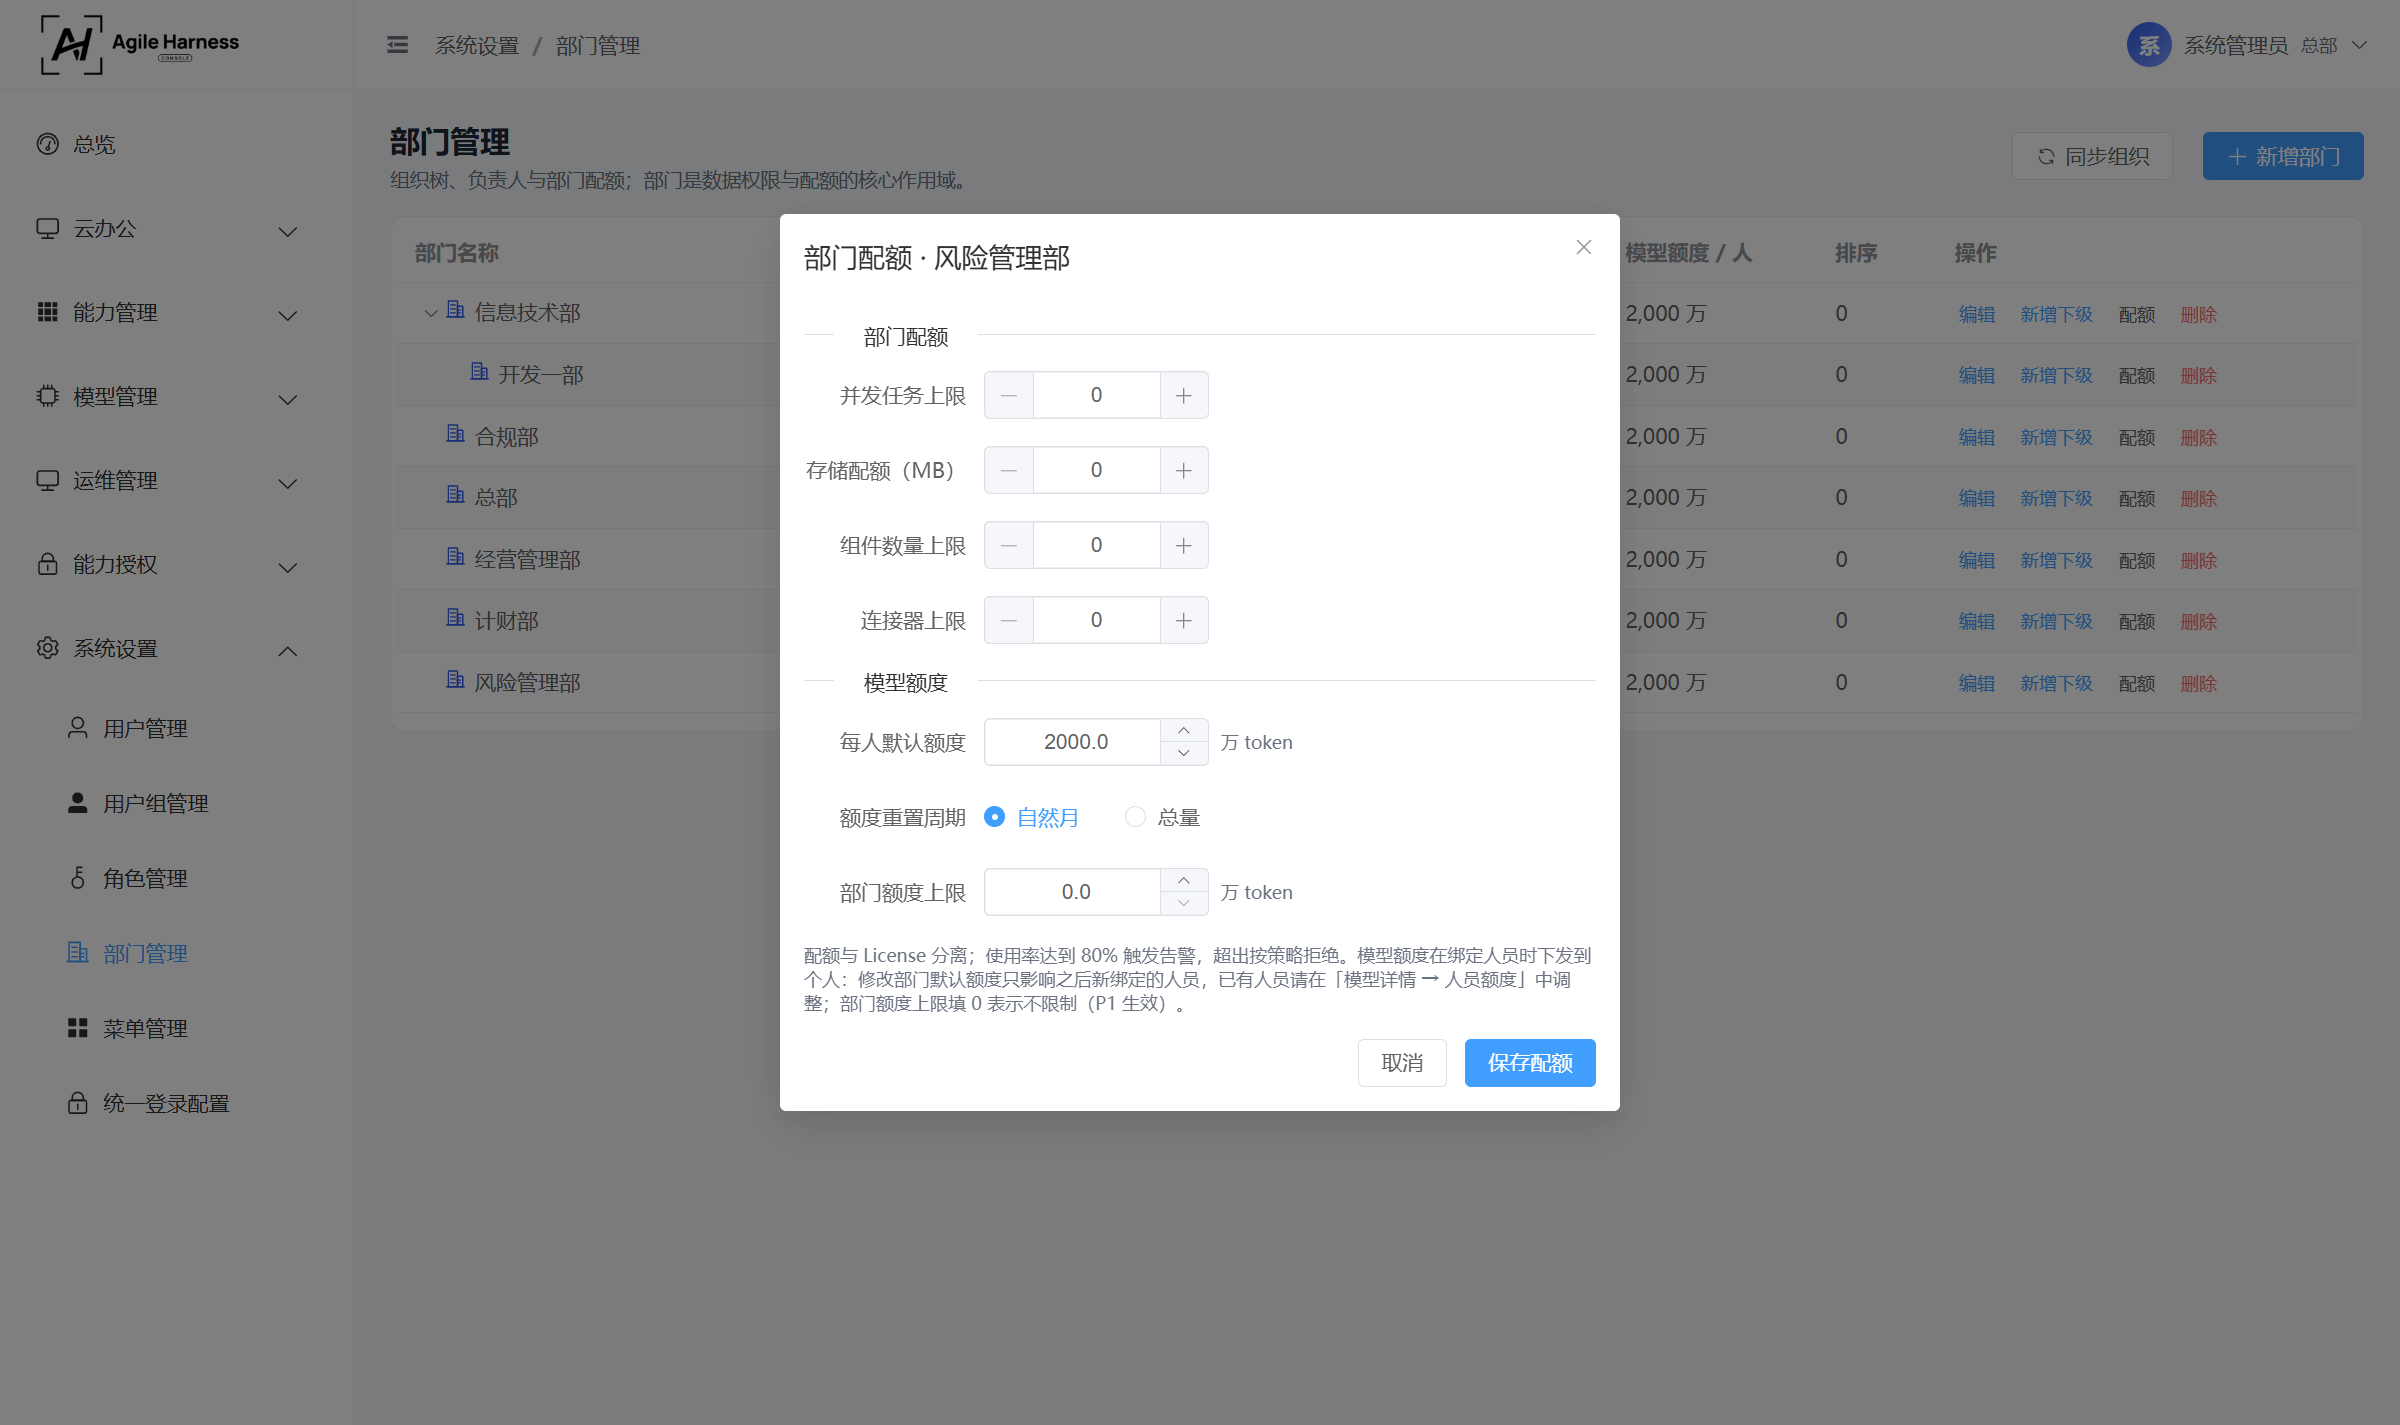 Agile Harness
CONSOLE
系统设置 / 部门管理
系 系统管理员 总部
总览
云办公
能力管理
模型管理
运维管理
能力授权
系统设置
用户管理
用户组管理
角色管理
部门管理
菜单管理
统一登录配置
部门管理
组织树、负责人与部门配额；部门是数据权限与配额的核心作用域。
同步组织
新增部门
部门名称 模型额度 / 人 排序 操作
信息技术部 2,000 万 0 编辑 新增下级 配额 删除
开发一部 2,000 万 0 编辑 新增下级 配额 删除
合规部 2,000 万 0 编辑 新增下级 配额 删除
总部 2,000 万 0 编辑 新增下级 配额 删除
经营管理部 2,000 万 0 编辑 新增下级 配额 删除
计财部 2,000 万 0 编辑 新增下级 配额 删除
风险管理部 2,000 万 0 编辑 新增下级 配额 删除
部门配额 · 风险管理部
部门配额
并发任务上限 0
存储配额（MB） 0
组件数量上限 0
连接器上限 0
模型额度
每人默认额度 2000.0 万 token
额度重置周期 自然月 总量
部门额度上限 0.0 万 token
配额与 License 分离；使用率达到 80% 触发告警，超出按策略拒绝。模型额度在绑定人员时下发到
个人：修改部门默认额度只影响之后新绑定的人员，已有人员请在「模型详情 → 人员额度」中调
整；部门额度上限填 0 表示不限制（P1 生效）。
取消
保存配额